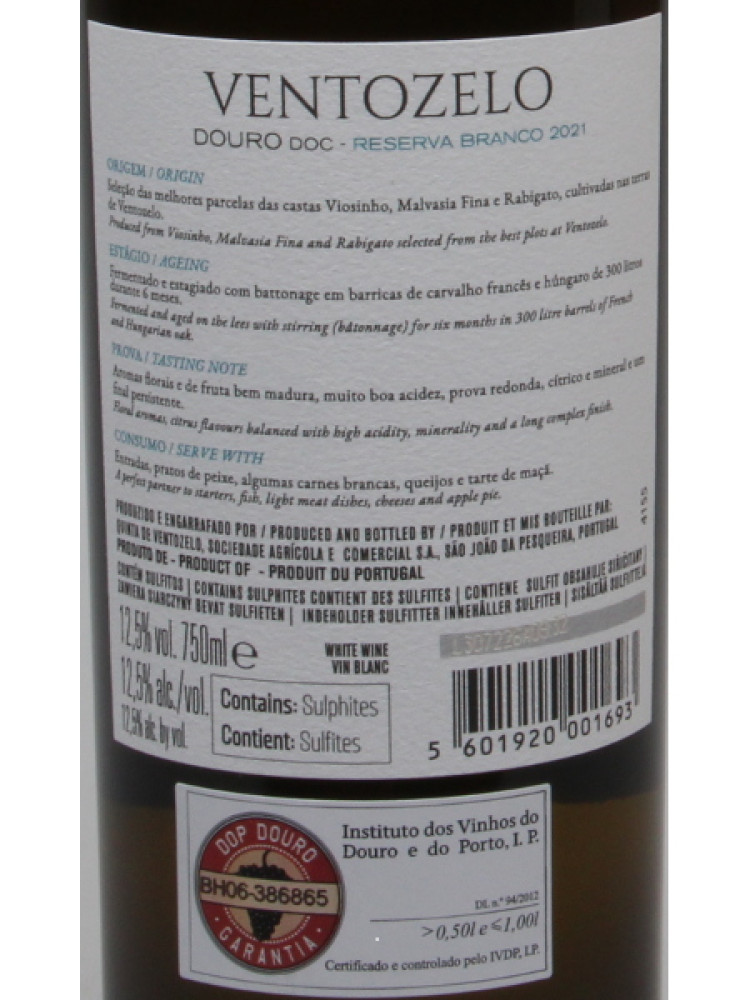 VENTOZELO
DOURO DOC - RESERVA BRANCO 2021
ORIGEM / ORIGIN
Seleção das melhores parcelas das castas Viosinho, Malvasia Fina e Rabigato, cultivadas nas terras
de Ventozelo.
Produced from Viosinho, Malvasia Fina and Rabigato selected from the best plots at Ventozelo.
ESTÁGIO / AGEING
Fermentado e estagiado com battonage em barricas de carvalho francês e húngaro de 300 litros
durante 6 meses.
Fermented and aged on the lees with stirring (bâtonnage) for six months in 300 litre barrels of French
and Hungarian oak.
PROVA / TASTING NOTE
Aromas florais e de fruta bem madura, muito boa acidez, prova redonda, cítrico e mineral e um
final persistente.
Floral aromas, citrus flavours balanced with high acidity, minerality and a long complex finish.
CONSUMO / SERVE WITH
Entradas, pratos de peixe, algumas carnes brancas, queijos e tarte de maçã.
A perfect partner to starters, fish, light meat dishes, cheeses and apple pie.
4155
PRODUZIDO E ENGARRAFADO POR / PRODUCED AND BOTTLED BY / PRODUIT ET MIS BOUTEILLE PAR:
QUINTA DE VENTOZELO, SOCIEDADE AGRÍCOLA E COMERCIAL S.A., SÃO JOÃO DA PESQUEIRA, PORTUGAL
PRODUTO DE - PRODUCT OF - PRODUIT DU PORTUGAL
CONTÉM SULFITOS | CONTAINS SULPHITES CONTIENT DES SULFITES | CONTIENE SULFIT OBSAHUJE SIŘIČITANY |
ZAWIERA SIARCZYNY BEVAT SULFIETEN | INDEHOLDER SULFITTER INNEHÅLLER SULFITER | SISÄLTÄÄ SULFIITTEJA
12,5% vol. 750ml e
WHITE WINE
VIN BLANC
12,5% alc./vol.
12,5% alc. by vol.
Contains: Sulphites
Contient: Sulfites
5 601920 001693
DOP DOURO
BH06-386865
GARANTIA
Instituto dos Vinhos do
Douro e do Porto, I. P.
DL n.º 94/2012
>0,50l e ≤1,00l
Certificado e controlado pelo IVDP, I.P.